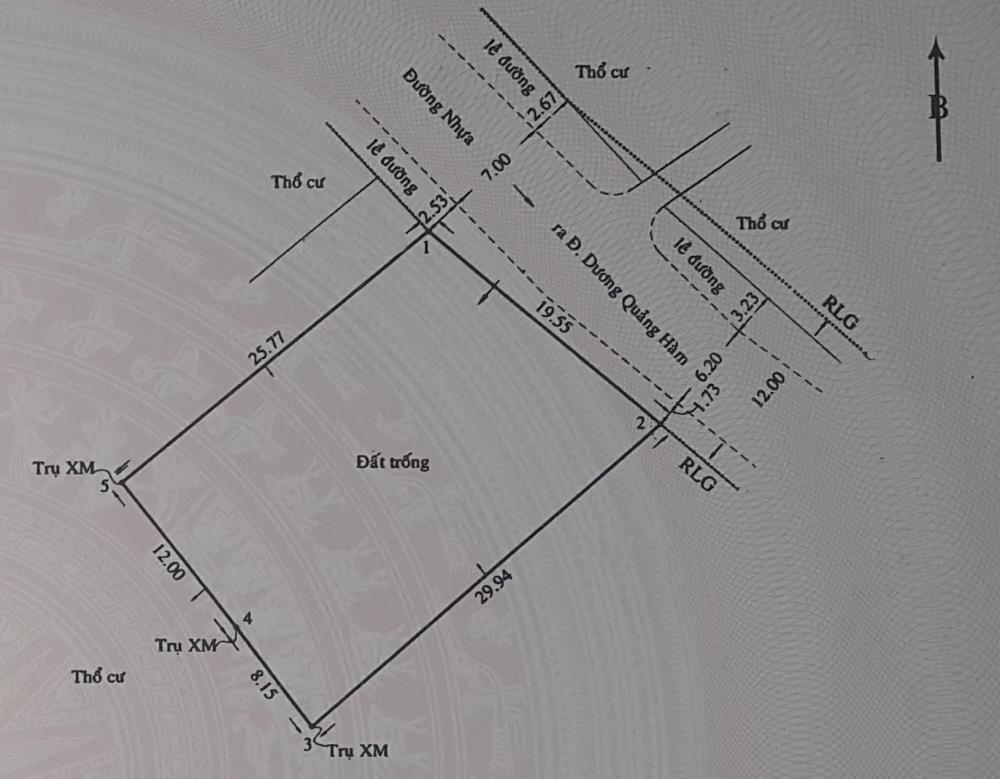 lề đường
Thổ cư
Đường Nhựa
2.67
B
7.00
lề đường
Thổ cư
2.53
1
Thổ cư
ra Đ. Dương Quảng Hàm
lề đường
3.23
RLG
19.55
25.77
6.20
1.73
12.00
2
Đất trống
Trụ XM
5
RLG
12.00
29.94
4
Trụ XM
Thổ cư
8.15
3
Trụ XM